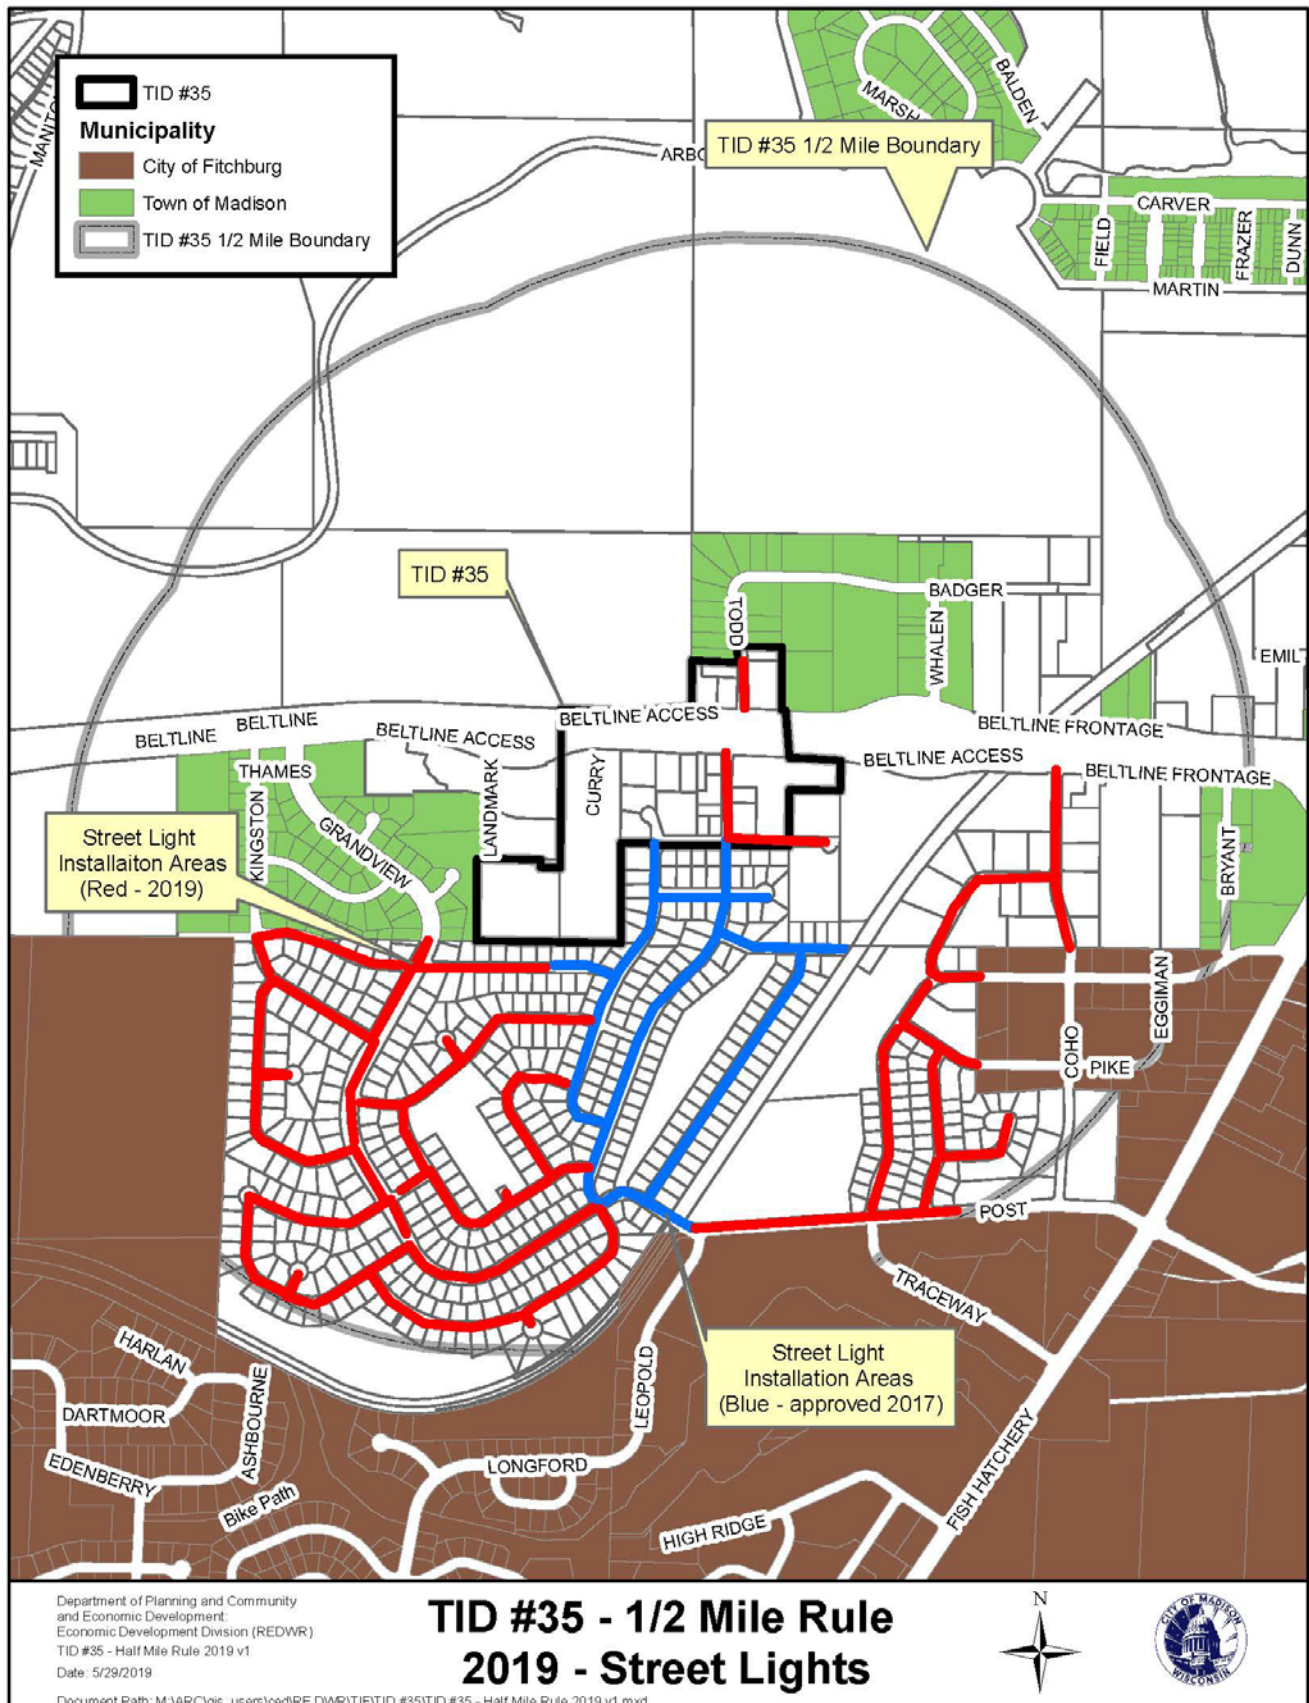 TID #35
Municipality
City of Fitchburg
Town of Madison
TID #35 1/2 Mile Boundary
BALDEN
TID #35 1/2 Mile Boundary
CARVER
FIELD
FRAZER
DUNN
MARTIN
TID #35
BADGER
TODD
WHALEN
EMIL
BELTLINE ACCESS
BELTLINE
BELTLINE
BELTLINE ACCESS
BELTLINE FRONTAGE
BELTLINE ACCESS
BELTLINE FRONTAGE
THAMES
LANDMARK
CURRY
KINGSTON
GRANDVIEW
BRYANT
Street Light
Installaiton Areas
(Red - 2019)
EGGIMAN
COHO
PIKE
POST
TRACEWAY
Street Light
Installation Areas
(Blue - approved 2017)
LEOPOLD
HARLAN
DARTMOOR
ASHBOURNE
EDENBERRY
Bike Path
LONGFORD
HIGH RIDGE
FISH HATCHERY
Department of Planning and Community
and Economic Development:
Economic Development Division (REDWR)
TID #35 - Half Mile Rule 2019 v1
Date: 5/29/2019
TID #35 - 1/2 Mile Rule
2019 - Street Lights
N
CITY OF MADISON
WISCONSIN